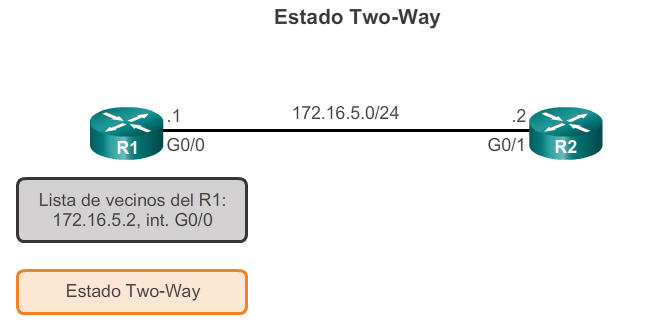 Estado Two-Way
.1
172.16.5.0/24
.2
R1
G0/0
G0/1
R2
Lista de vecinos del R1:
172.16.5.2, int. G0/0
Estado Two-Way